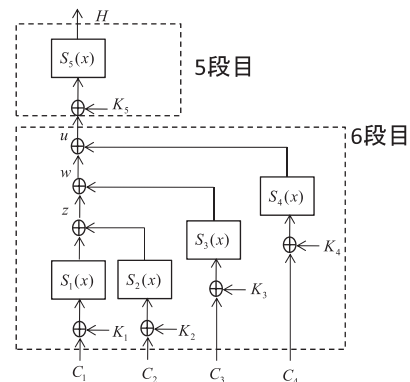 H
S₅(x)
5段目
K₅
u
6段目
w
S₄(x)
z
S₃(x)
K₄
S₁(x)
S₂(x)
K₃
K₁
K₂
C₁
C₂
C₃
C₄